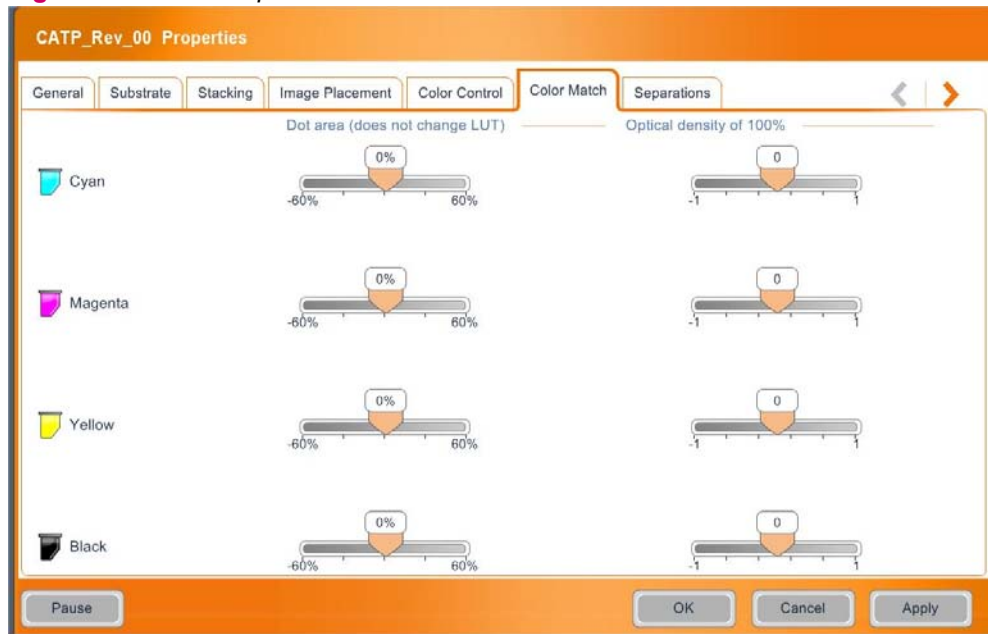 CATP_Rev_00 Properties
General Substrate Stacking Image Placement Color Control Color Match Separations
Dot area (does not change LUT) Optical density of 100%
Cyan 0% 0
-60% 60% -1 1
Magenta 0% 0
-60% 60% -1 1
Yellow 0% 0
-60% 60% -1 1
Black 0% 0
-60% 60% -1 1
Pause OK Cancel Apply